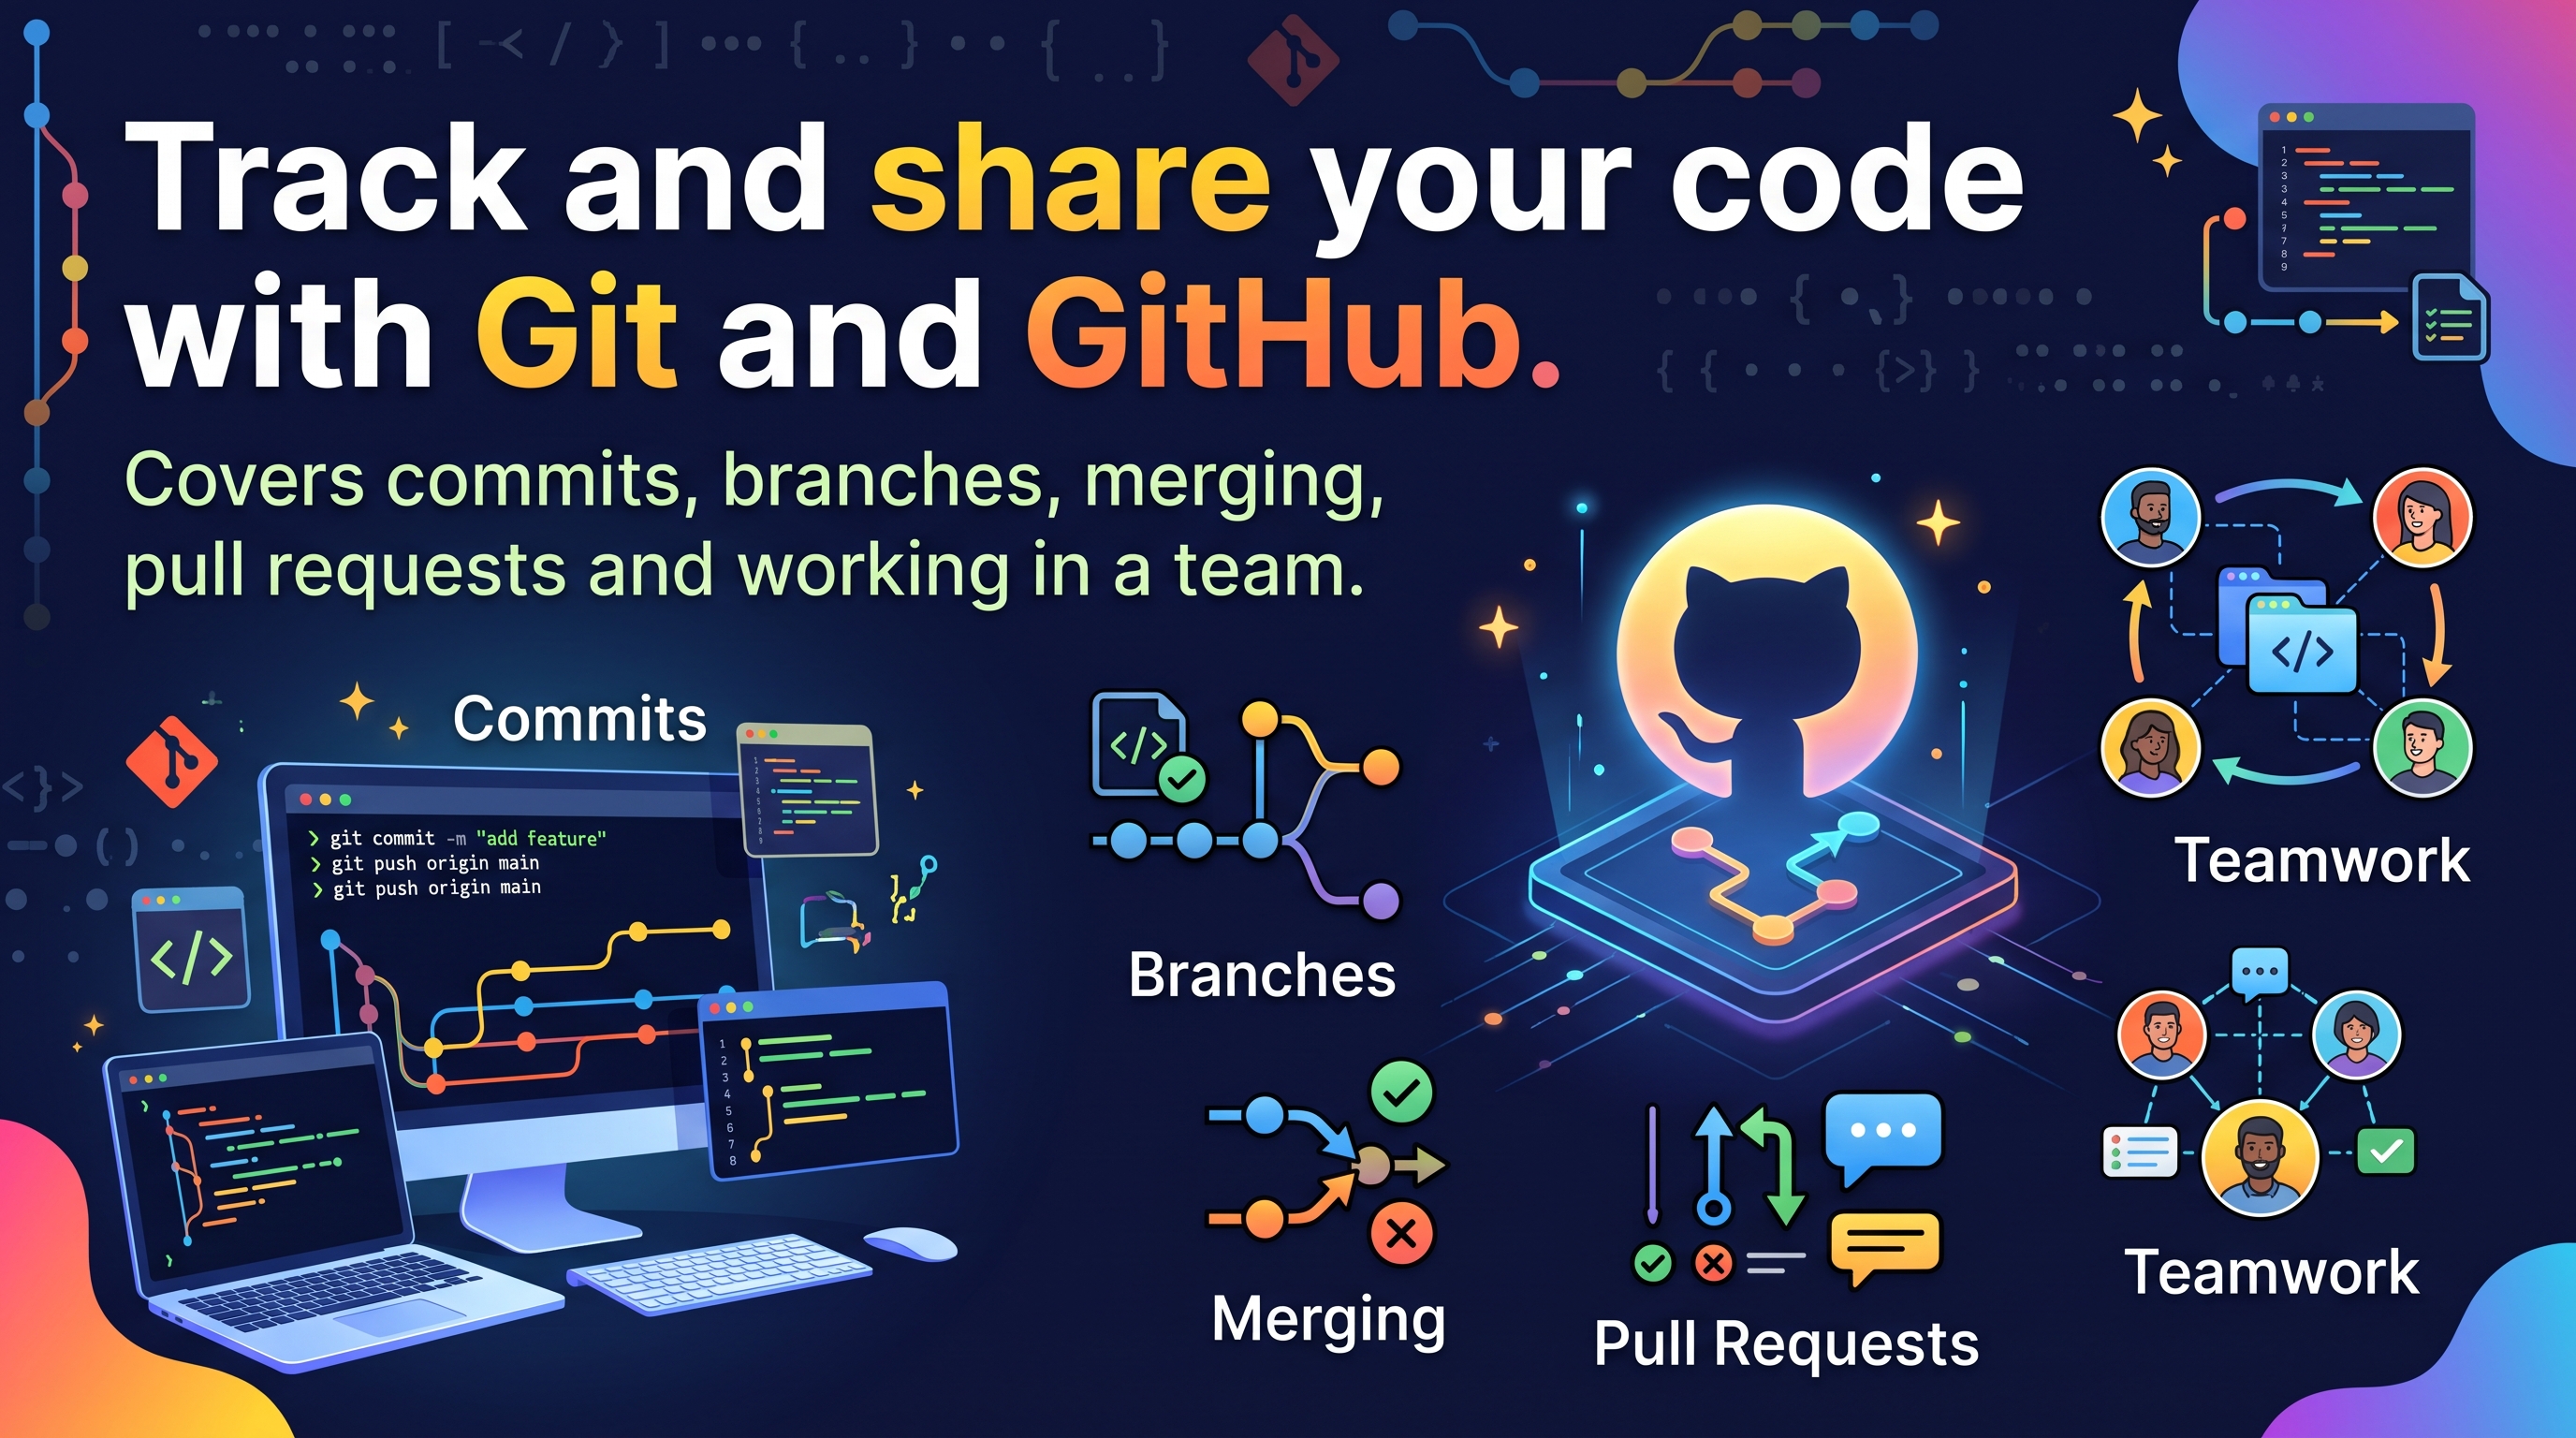 Track and share your code
with Git and GitHub.
Covers commits, branches, merging,
pull requests and working in a team.
Commits
❯ git commit -m "add feature"
❯ git push origin main
❯ git push origin main
Branches
Merging
Pull Requests
Teamwork
Teamwork